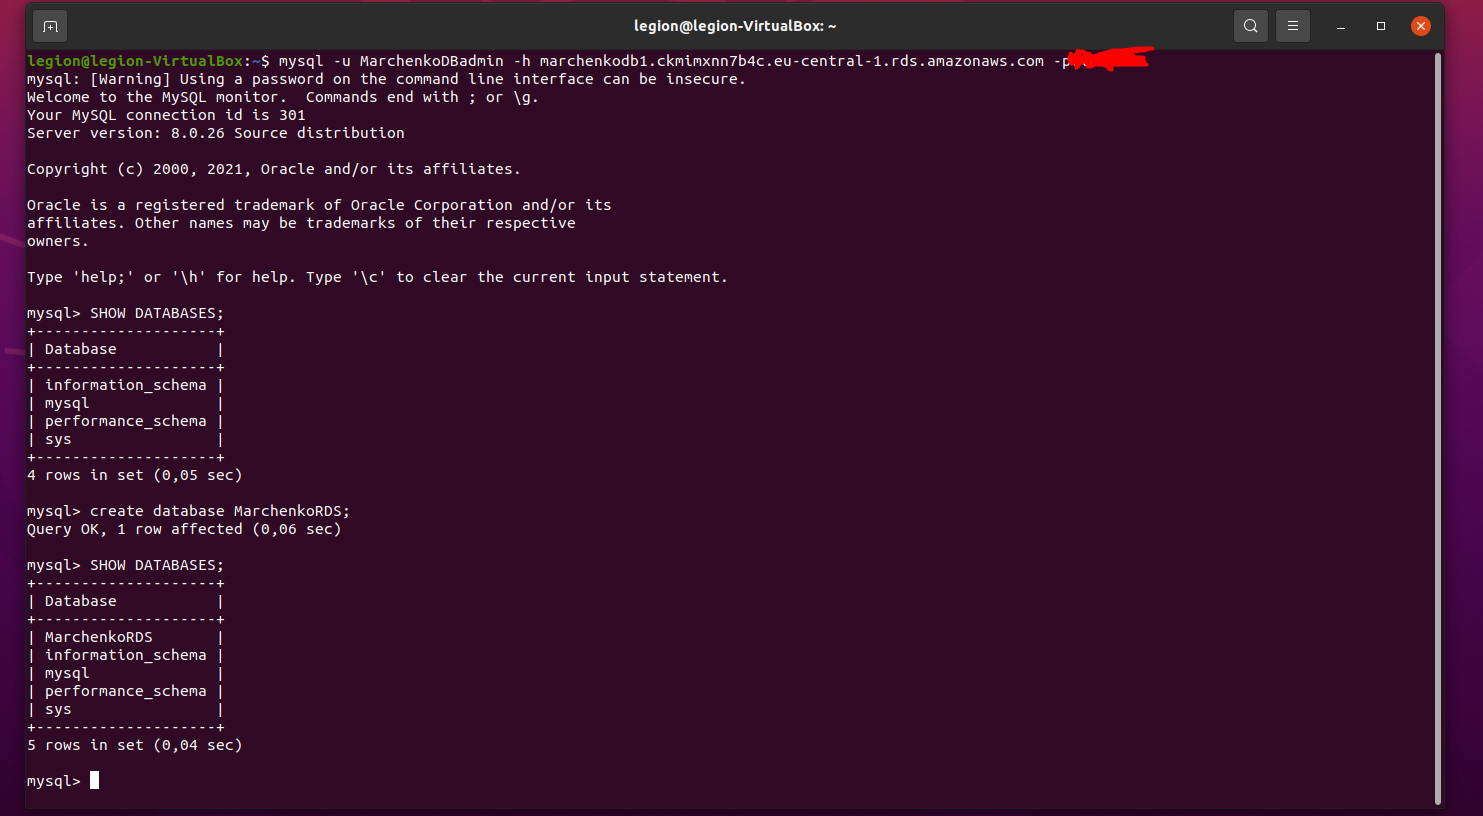 legion@legion-VirtualBox: ~
legion@legion-VirtualBox:~$ mysql -u MarchenkoDBadmin -h marchenkodb1.ckmimxnn7b4c.eu-central-1.rds.amazonaws.com -p
mysql: [Warning] Using a password on the command line interface can be insecure.
Welcome to the MySQL monitor.  Commands end with ; or \g.
Your MySQL connection id is 301
Server version: 8.0.26 Source distribution

Copyright (c) 2000, 2021, Oracle and/or its affiliates.

Oracle is a registered trademark of Oracle Corporation and/or its
affiliates. Other names may be trademarks of their respective
owners.

Type 'help;' or '\h' for help. Type '\c' to clear the current input statement.

mysql> SHOW DATABASES;
+--------------------+
| Database           |
+--------------------+
| information_schema |
| mysql              |
| performance_schema |
| sys                |
+--------------------+
4 rows in set (0,05 sec)

mysql> create database MarchenkoRDS;
Query OK, 1 row affected (0,06 sec)

mysql> SHOW DATABASES;
+--------------------+
| Database           |
+--------------------+
| MarchenkoRDS       |
| information_schema |
| mysql              |
| performance_schema |
| sys                |
+--------------------+
5 rows in set (0,04 sec)

mysql>